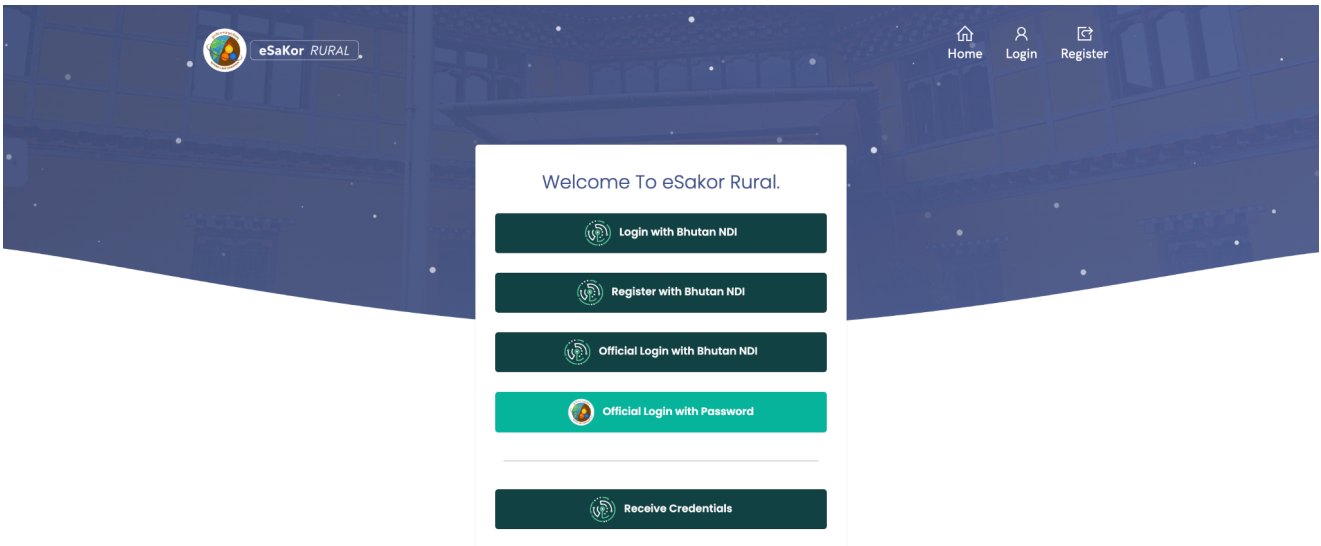 eSaKor RURAL
Home
Login
Register
Welcome To eSakor Rural.
Login with Bhutan NDI
Register with Bhutan NDI
Official Login with Bhutan NDI
Official Login with Password
Receive Credentials